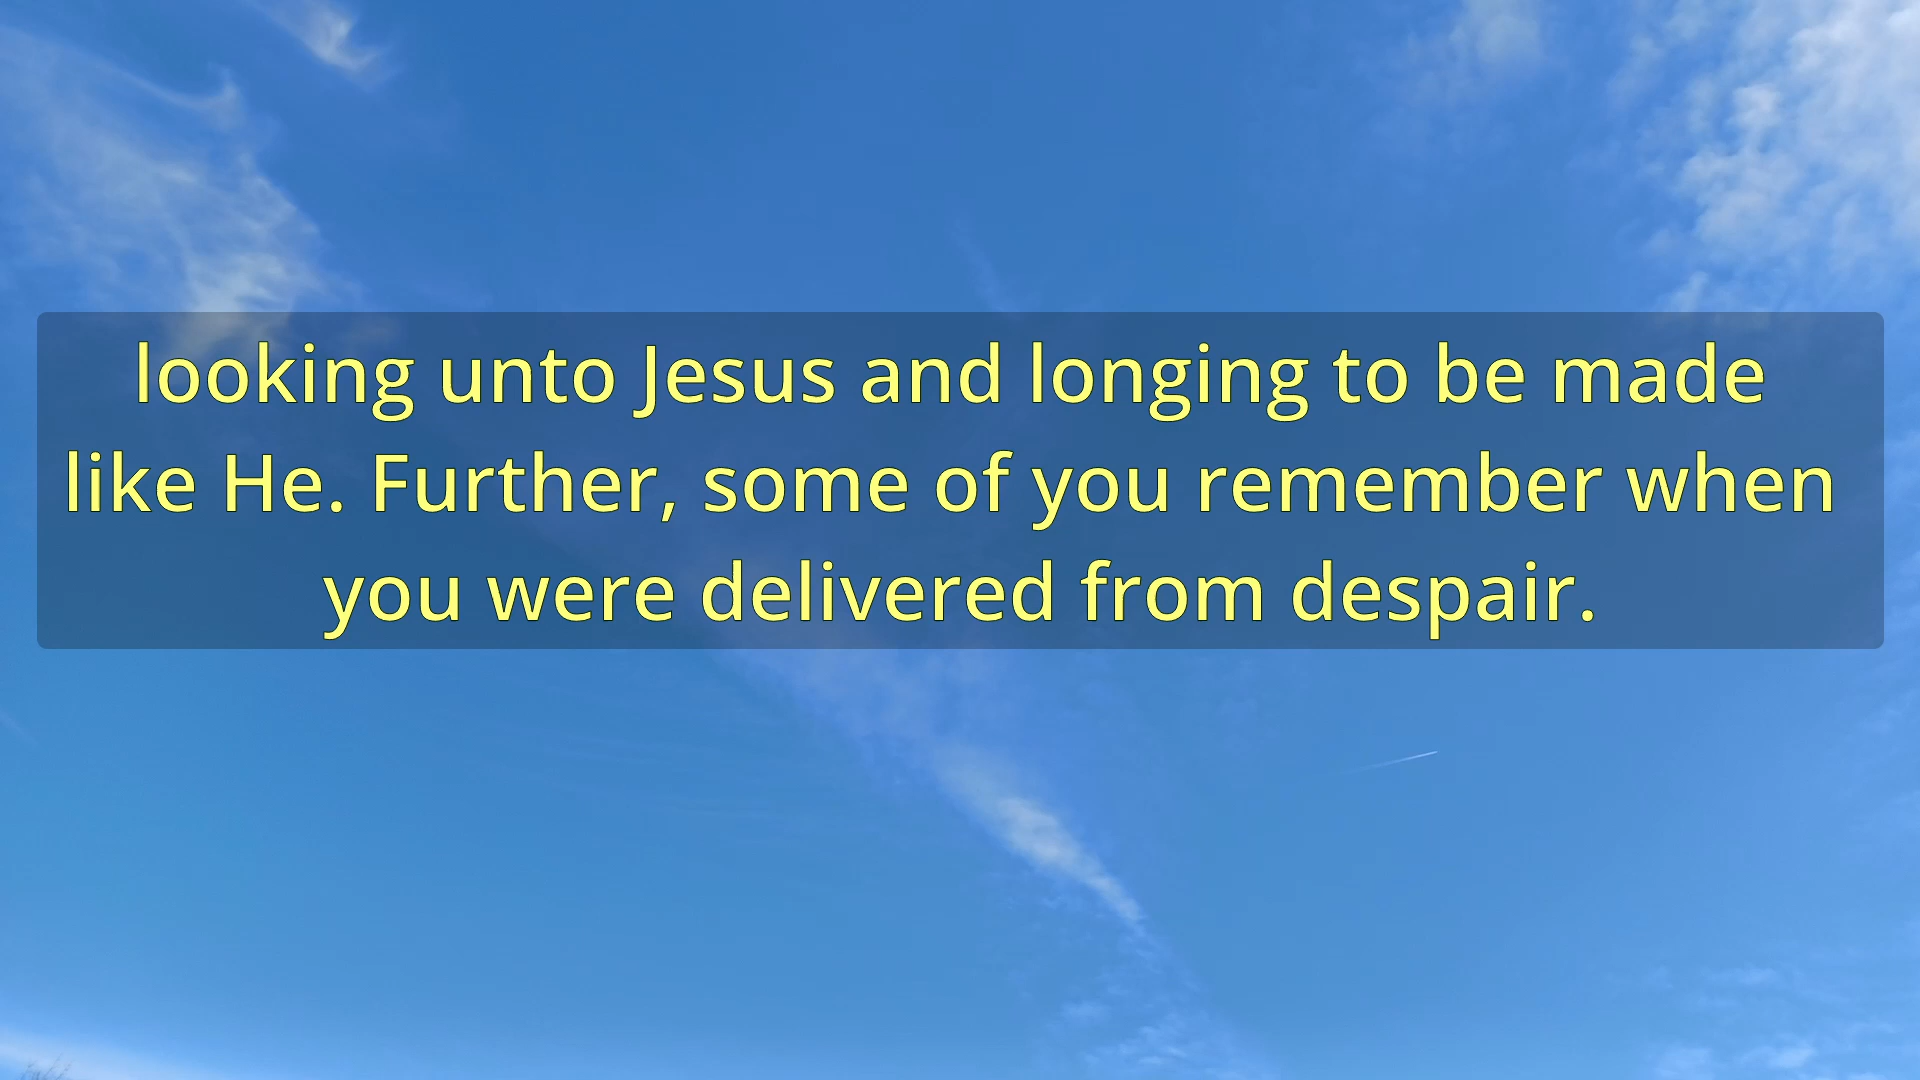 looking unto Jesus and longing to be made
like He. Further, some of you remember when
you were delivered from despair.